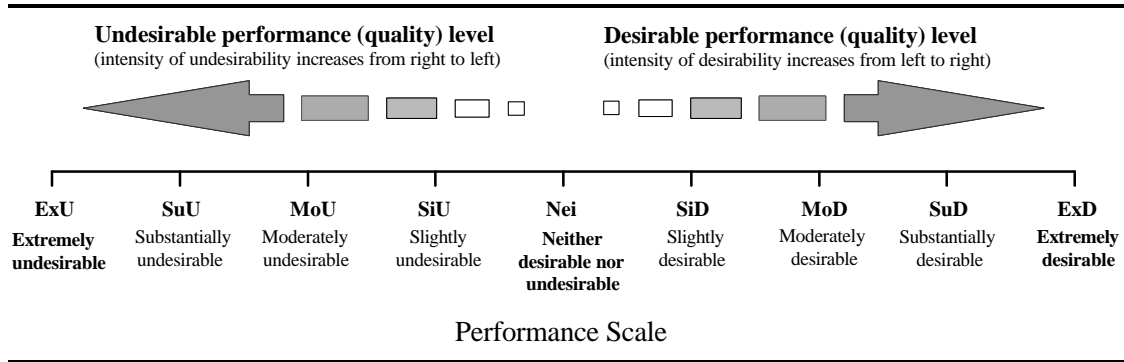 Undesirable performance (quality) level
(intensity of undesirability increases from right to left)
Desirable performance (quality) level
(intensity of desirability increases from left to right)
ExU SuU MoU SiU Nei SiD MoD SuD ExD
Extremely undesirable
Substantially undesirable
Moderately undesirable
Slightly undesirable
Neither desirable nor undesirable
Slightly desirable
Moderately desirable
Substantially desirable
Extremely desirable
Performance Scale